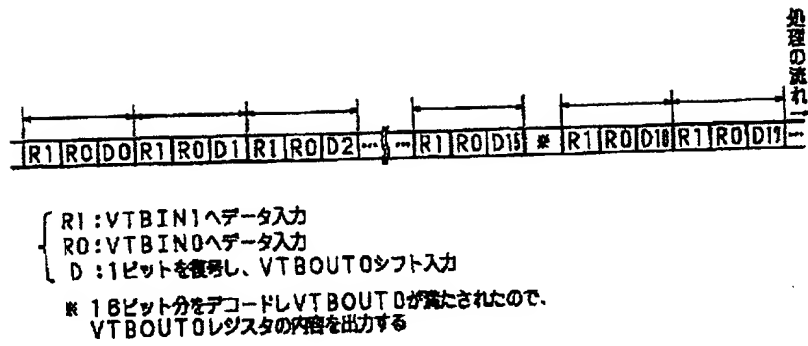 処理の流れ
R1 R0 D0 R1 R0 D1 R1 R0 D2 … … R1 R0 D15 ※ R1 R0 D16 R1 R0 D17 …
R1:VTBIN1へデータ入力
R0:VTBIN0へデータ入力
D :1ビットを復号し、VTBOUT0シフト入力
※ 16ビット分をデコードしVTBOUT0が満たされたので、
VTBOUT0レジスタの内容を出力する